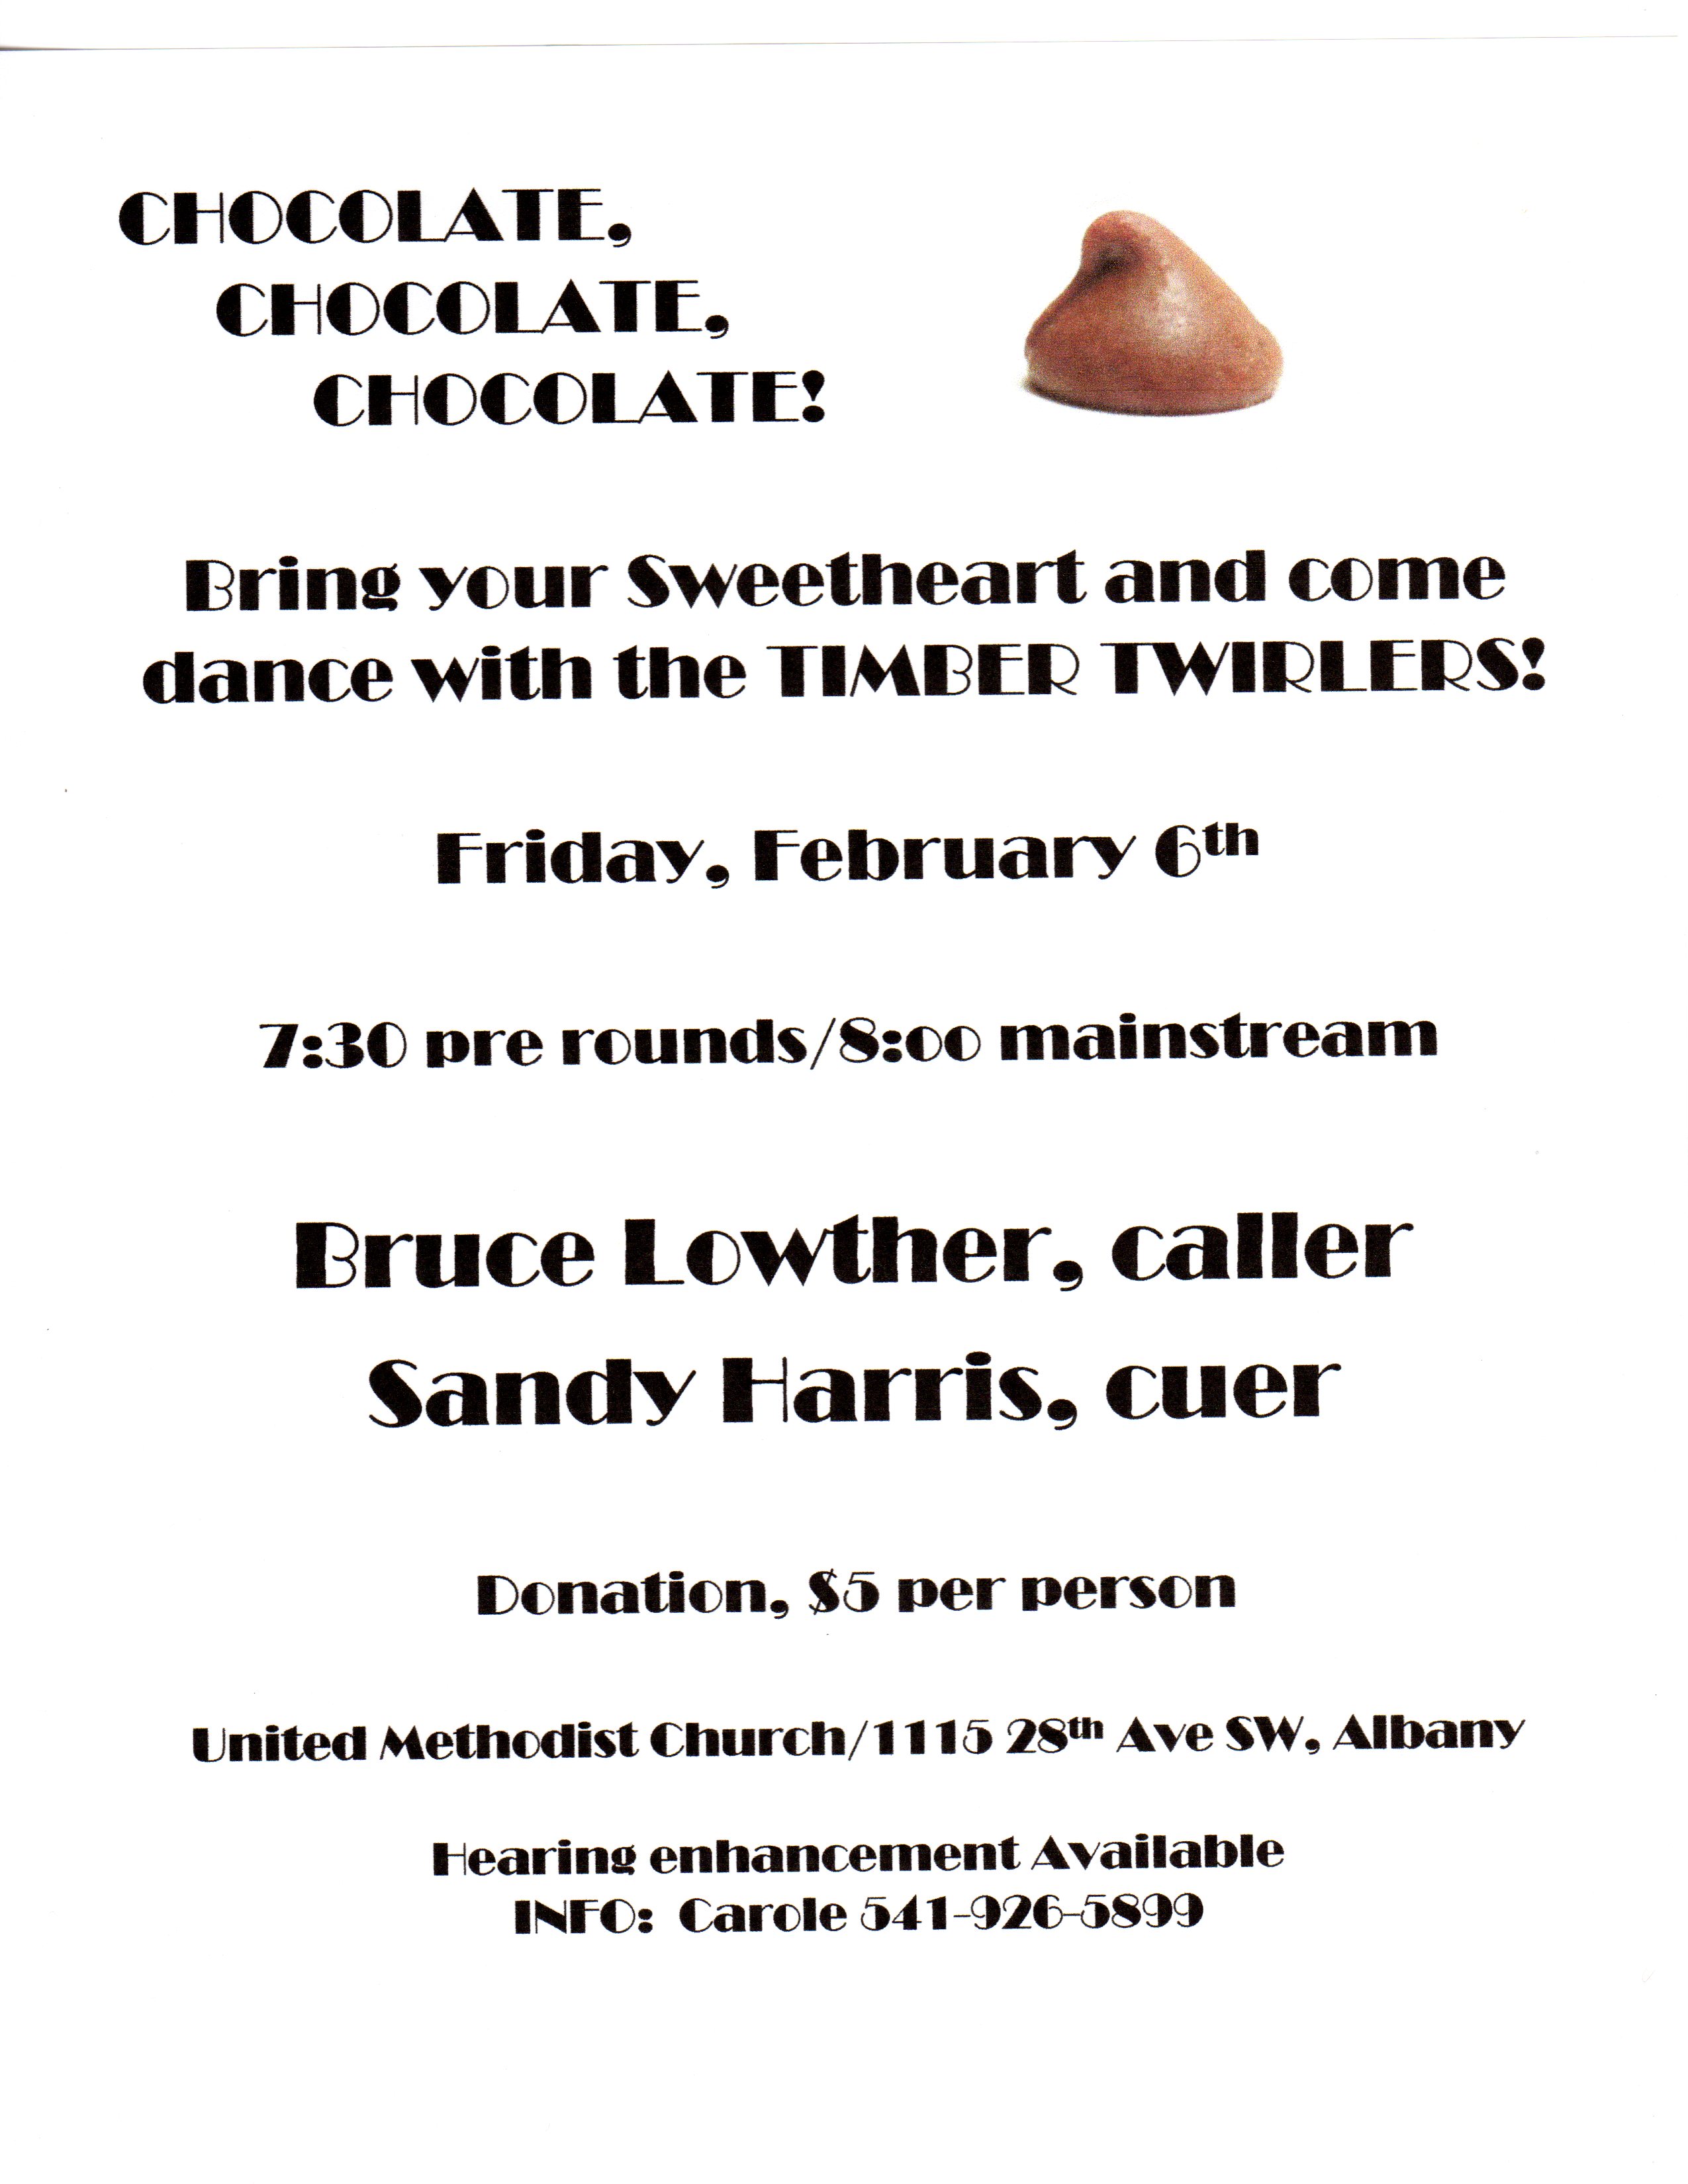 CHOCOLATE,
CHOCOLATE,
CHOCOLATE!
Bring your Sweetheart and come
dance with the TIMBER TWIRLERS!
Friday, February 6th
7:30 pre rounds/8:00 mainstream
Bruce Lowther, caller
Sandy Harris, cuer
Donation, $5 per person
United Methodist Church/1115 28th Ave SW, Albany
Hearing enhancement Available
INFO: Carole 541-926-5899